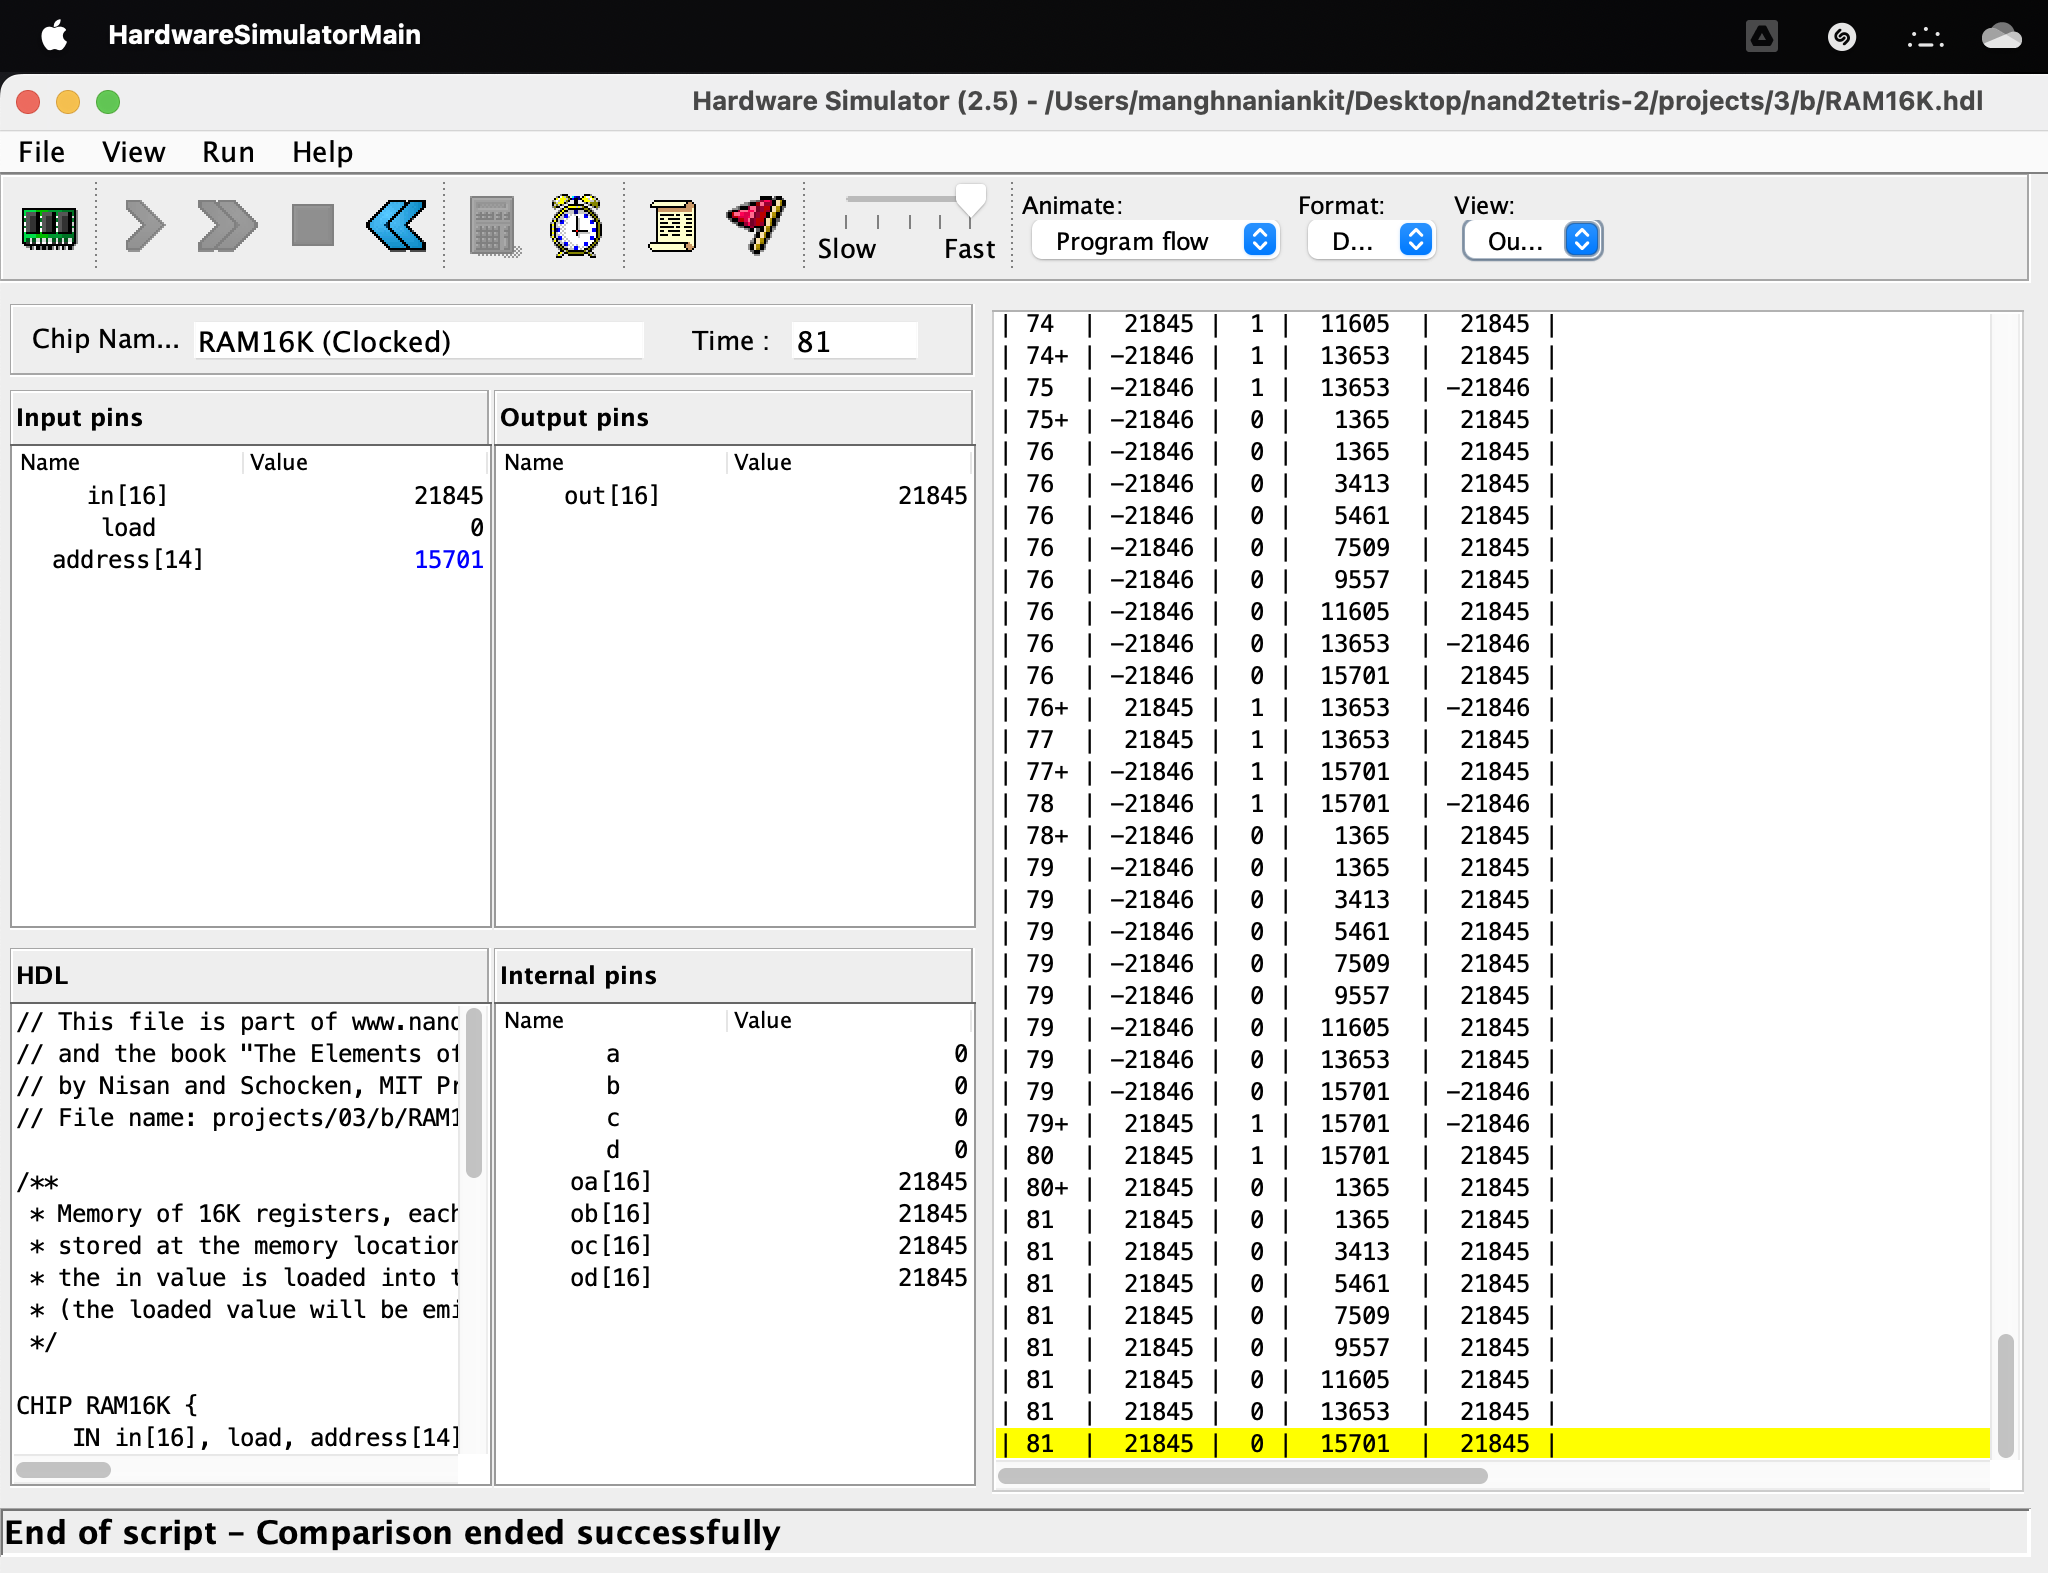 HardwareSimulatorMain
Hardware Simulator (2.5) - /Users/manghnaniankit/Desktop/nand2tetris-2/projects/3/b/RAM16K.hdl
File View Run Help
Animate: Format: View:
Slow Fast Program flow D... Ou...
Chip Nam... RAM16K (Clocked) Time : 81
Input pins
Name Value
in[16] 21845
load 0
address[14] 15701
Output pins
Name Value
out[16] 21845
HDL
// This file is part of www.nand
// and the book "The Elements of
// by Nisan and Schocken, MIT Pr
// File name: projects/03/b/RAM1
/**
* Memory of 16K registers, each
* stored at the memory location
* the in value is loaded into t
* (the loaded value will be emi
*/
CHIP RAM16K {
IN in[16], load, address[14]
Internal pins
Name Value
a 0
b 0
c 0
d 0
oa[16] 21845
ob[16] 21845
oc[16] 21845
od[16] 21845
| 74 | 21845 | 1 | 11605 | 21845 |
| 74+ | -21846 | 1 | 13653 | 21845 |
| 75 | -21846 | 1 | 13653 | -21846 |
| 75+ | -21846 | 0 | 1365 | 21845 |
| 76 | -21846 | 0 | 1365 | 21845 |
| 76 | -21846 | 0 | 3413 | 21845 |
| 76 | -21846 | 0 | 5461 | 21845 |
| 76 | -21846 | 0 | 7509 | 21845 |
| 76 | -21846 | 0 | 9557 | 21845 |
| 76 | -21846 | 0 | 11605 | 21845 |
| 76 | -21846 | 0 | 13653 | -21846 |
| 76 | -21846 | 0 | 15701 | 21845 |
| 76+ | 21845 | 1 | 13653 | -21846 |
| 77 | 21845 | 1 | 13653 | 21845 |
| 77+ | -21846 | 1 | 15701 | 21845 |
| 78 | -21846 | 1 | 15701 | -21846 |
| 78+ | -21846 | 0 | 1365 | 21845 |
| 79 | -21846 | 0 | 1365 | 21845 |
| 79 | -21846 | 0 | 3413 | 21845 |
| 79 | -21846 | 0 | 5461 | 21845 |
| 79 | -21846 | 0 | 7509 | 21845 |
| 79 | -21846 | 0 | 9557 | 21845 |
| 79 | -21846 | 0 | 11605 | 21845 |
| 79 | -21846 | 0 | 13653 | 21845 |
| 79 | -21846 | 0 | 15701 | -21846 |
| 79+ | 21845 | 1 | 15701 | -21846 |
| 80 | 21845 | 1 | 15701 | 21845 |
| 80+ | 21845 | 0 | 1365 | 21845 |
| 81 | 21845 | 0 | 1365 | 21845 |
| 81 | 21845 | 0 | 3413 | 21845 |
| 81 | 21845 | 0 | 5461 | 21845 |
| 81 | 21845 | 0 | 7509 | 21845 |
| 81 | 21845 | 0 | 9557 | 21845 |
| 81 | 21845 | 0 | 11605 | 21845 |
| 81 | 21845 | 0 | 13653 | 21845 |
| 81 | 21845 | 0 | 15701 | 21845 |
End of script - Comparison ended successfully